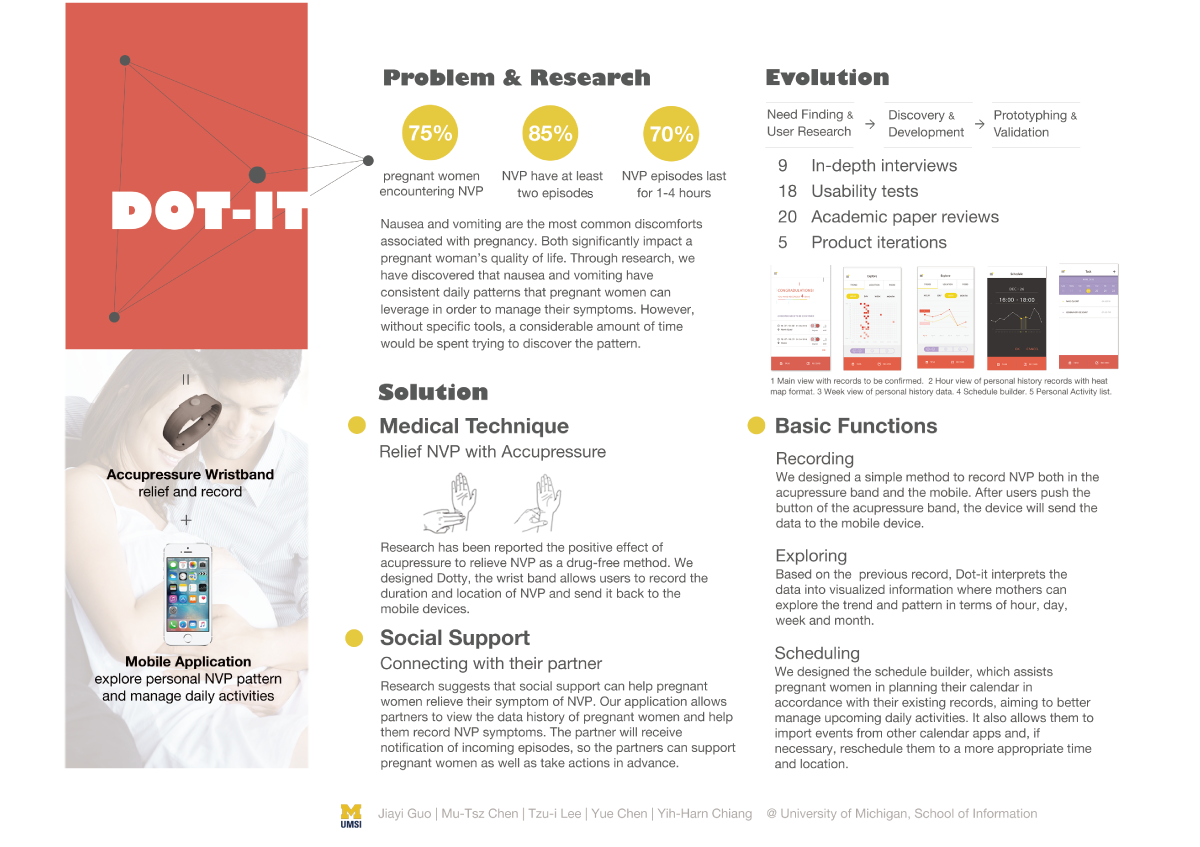 DOT-IT
Accupressure Wristband
relief and record
+
Mobile Application
explore personal NVP pattern
and manage daily activities
Problem & Research
75%
85%
70%
pregnant women
encountering NVP
NVP have at least
two episodes
NVP episodes last
for 1-4 hours
Nausea and vomiting are the most common discomforts
associated with pregnancy. Both significantly impact a
pregnant woman's quality of life. Through research, we
have discovered that nausea and vomiting have
consistent daily patterns that pregnant women can
leverage in order to manage their symptoms. However,
without specific tools, a considerable amount of time
would be spent trying to discover the pattern.
Solution
Medical Technique
Relief NVP with Accupressure
Research has been reported the positive effect of
acupressure to relieve NVP as a drug-free method. We
designed Dotty, the wrist band allows users to record the
duration and location of NVP and send it back to the
mobile devices.
Social Support
Connecting with their partner
Research suggests that social support can help pregnant
women relieve their symptom of NVP. Our application allows
partners to view the data history of pregnant women and help
them record NVP symptoms. The partner will receive
notification of incoming episodes, so the partners can support
pregnant women as well as take actions in advance.
Evolution
Need Finding &
User Research
→
Discovery &
Development
→
Prototyphing &
Validation
9 In-depth interviews
18 Usability tests
20 Academic paper reviews
5 Product iterations
CONGRATULATIONS!
Explore
Explore
Schedule
16:00 - 18:00
1 Main view with records to be confirmed. 2 Hour view of personal history records with heat
map format. 3 Week view of personal history data. 4 Schedule builder. 5 Personal Activity list.
Basic Functions
Recording
We designed a simple method to record NVP both in the
acupressure band and the mobile. After users push the
button of the acupressure band, the device will send the
data to the mobile device.
Exploring
Based on the previous record, Dot-it interprets the
data into visualized information where mothers can
explore the trend and pattern in terms of hour, day,
week and month.
Scheduling
We designed the schedule builder, which assists
pregnant women in planning their calendar in
accordance with their existing records, aiming to better
manage upcoming daily activities. It also allows them to
import events from other calendar apps and, if
necessary, reschedule them to a more appropriate time
and location.
M
UMSI
Jiayi Guo | Mu-Tsz Chen | Tzu-i Lee | Yue Chen | Yih-Harn Chiang @ University of Michigan, School of Information